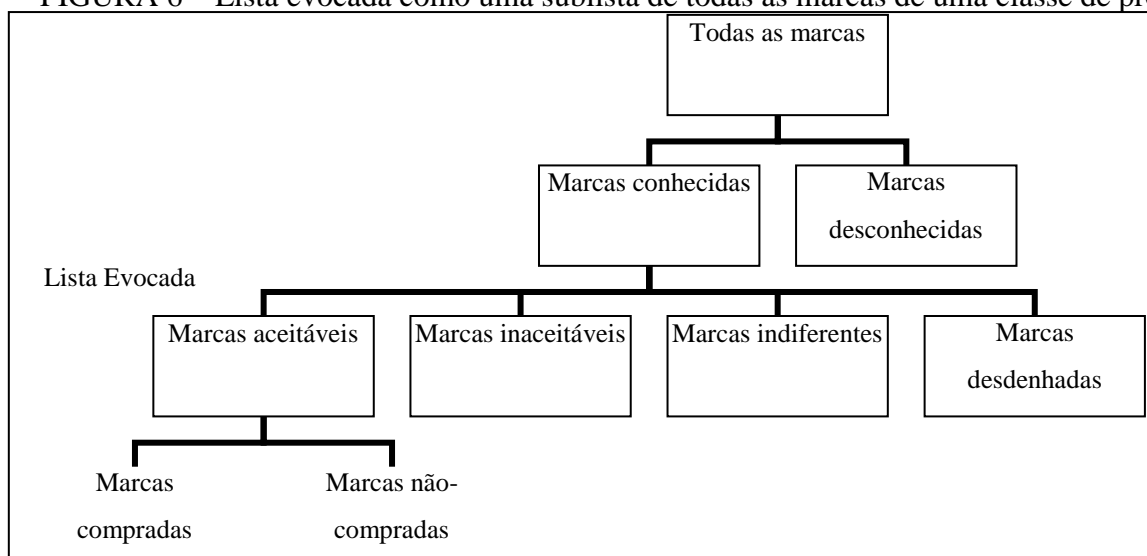 FIGURA 6 – Lista evocada como uma sublista de todas as marcas de uma classe de
Todas as marcas
Marcas conhecidas
Marcas
desconhecidas
Lista Evocada
Marcas aceitáveis
Marcas inaceitáveis
Marcas indiferentes
Marcas
desdenhadas
Marcas
compradas
Marcas não-
compradas